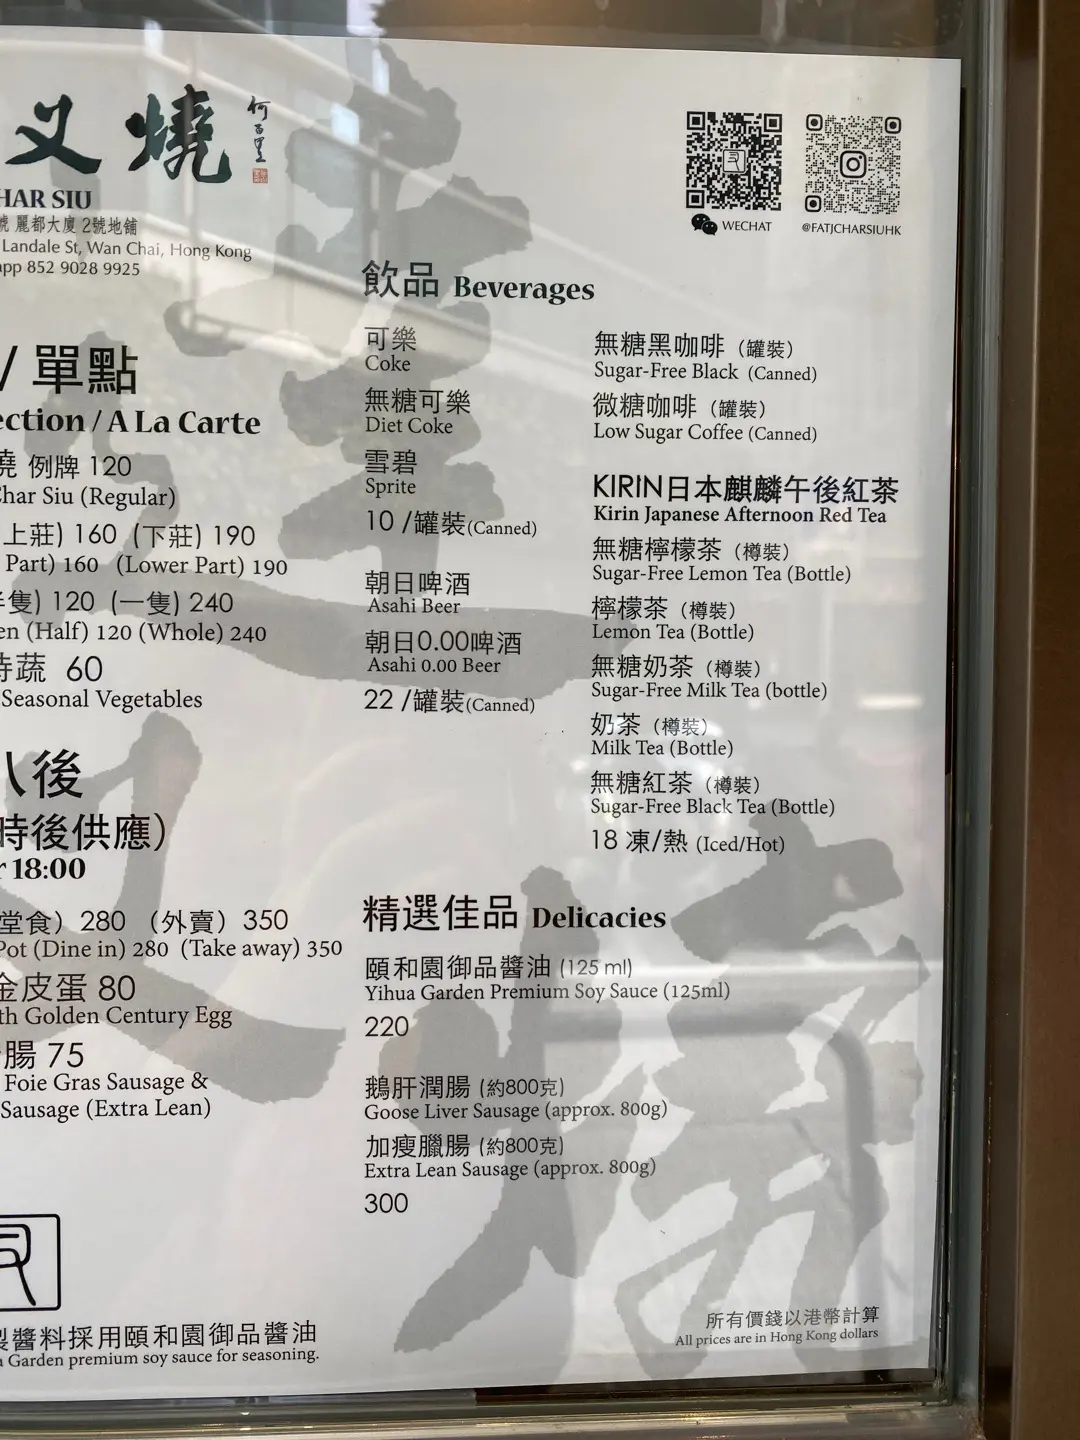 叉燒
何百里
HAR SIU
號 麗都大廈 2號地舖
Landale St, Wan Chai, Hong Kong
app 852 9028 9925
WECHAT
@FATJCHARSIUHK
/ 單點
ection / A La Carte
燒 例牌 120
Char Siu (Regular)
上莊) 160 (下莊) 190
Part) 160 (Lower Part) 190
半隻) 120 (一隻) 240
en (Half) 120 (Whole) 240
時蔬 60
Seasonal Vegetables
八後
時後供應）
r 18:00
堂食）280 （外賣）350
Pot (Dine in) 280 (Take away) 350
金皮蛋 80
th Golden Century Egg
腸 75
Foie Gras Sausage &
Sausage (Extra Lean)
製醬料採用頤和園御品醬油
a Garden premium soy sauce for seasoning.
飲品 Beverages
可樂
Coke
無糖可樂
Diet Coke
雪碧
Sprite
10 /罐裝(Canned)
朝日啤酒
Asahi Beer
朝日0.00啤酒
Asahi 0.00 Beer
22 /罐裝(Canned)
無糖黑咖啡（罐裝）
Sugar-Free Black (Canned)
微糖咖啡（罐裝）
Low Sugar Coffee (Canned)
KIRIN日本麒麟午後紅茶
Kirin Japanese Afternoon Red Tea
無糖檸檬茶（樽裝）
Sugar-Free Lemon Tea (Bottle)
檸檬茶（樽裝）
Lemon Tea (Bottle)
無糖奶茶（樽裝）
Sugar-Free Milk Tea (bottle)
奶茶（樽裝）
Milk Tea (Bottle)
無糖紅茶（樽裝）
Sugar-Free Black Tea (Bottle)
18 凍/熱 (Iced/Hot)
精選佳品 Delicacies
頤和園御品醬油 (125 ml)
Yihua Garden Premium Soy Sauce (125ml)
220
鵝肝潤腸 (約800克)
Goose Liver Sausage (approx. 800g)
加瘦臘腸 (約800克)
Extra Lean Sausage (approx. 800g)
300
所有價錢以港幣計算
All prices are in Hong Kong dollars